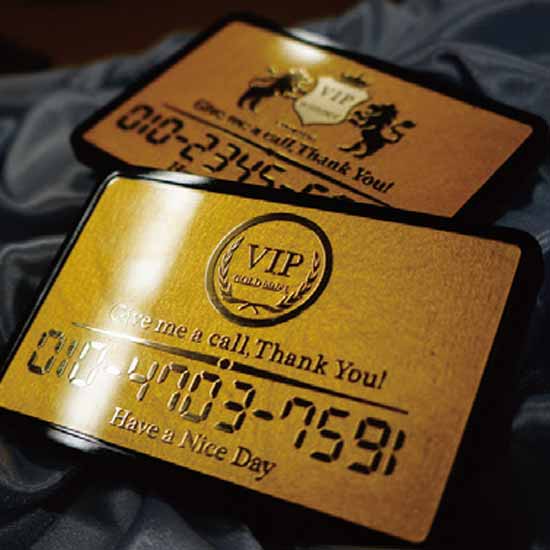 VIP
Give me a call, Thank You!
010-2345-
VIP
GOLD
Give me a call, Thank You!
010-4703-7591
Have a Nice Day